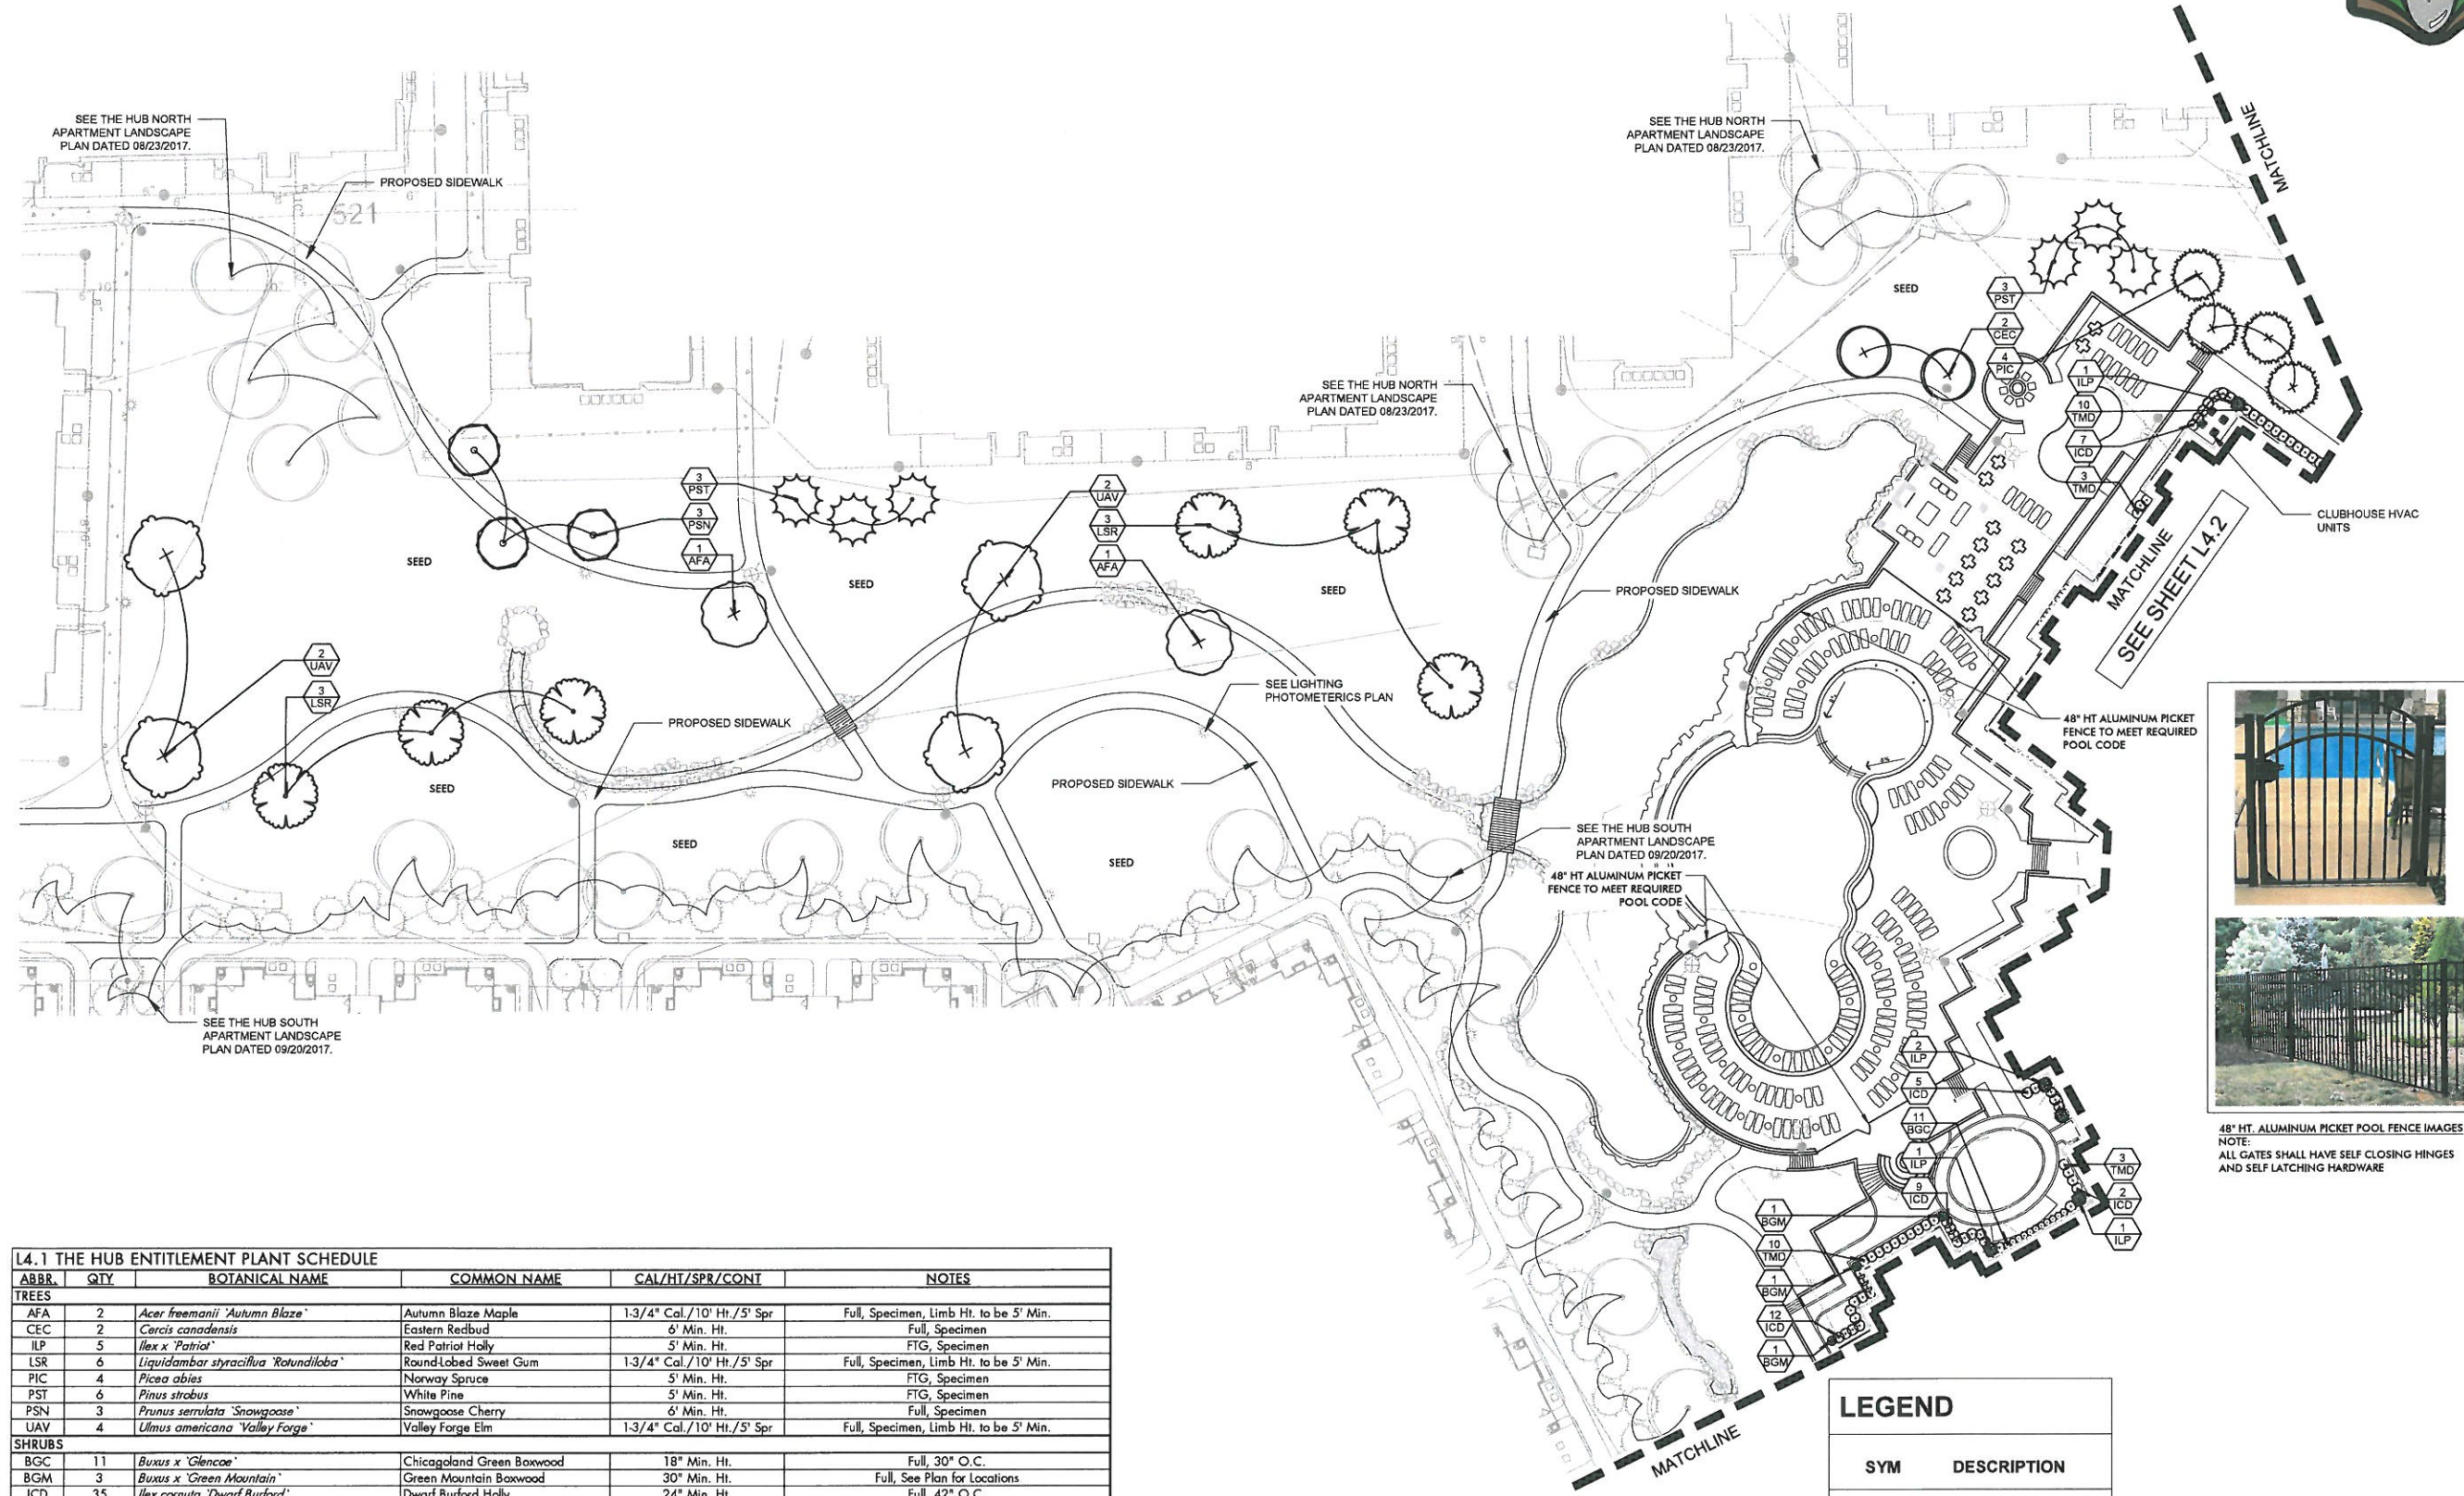 SEE THE HUB NORTH
APARTMENT LANDSCAPE
PLAN DATED 08/23/2017.
PROPOSED SIDEWALK
521
SEE THE HUB NORTH
APARTMENT LANDSCAPE
PLAN DATED 08/23/2017.
MATCHLINE
SEED
3
PST
2
CEC
4
PIC
1
ILP
10
TMD
7
ICD
3
TMD
SEE THE HUB NORTH
APARTMENT LANDSCAPE
PLAN DATED 08/23/2017.
CLUBHOUSE HVAC
UNITS
MATCHLINE
SEE SHEET L4.2
3
PST
3
PSN
1
AFA
2
UAV
3
LSR
1
AFA
SEED
SEED
SEED
PROPOSED SIDEWALK
2
UAV
3
LSR
SEE LIGHTING
PHOTOMETERICS PLAN
PROPOSED SIDEWALK
PROPOSED SIDEWALK
SEED
SEED
SEED
48" HT ALUMINUM PICKET
FENCE TO MEET REQUIRED
POOL CODE
SEE THE HUB SOUTH
APARTMENT LANDSCAPE
PLAN DATED 09/20/2017.
48" HT ALUMINUM PICKET
FENCE TO MEET REQUIRED
POOL CODE
SEE THE HUB SOUTH
APARTMENT LANDSCAPE
PLAN DATED 09/20/2017.
2
ILP
5
ICD
11
BGC
1
ILP
9
ICD
3
TMD
2
ICD
1
ILP
1
BGM
10
TMD
1
BGM
12
ICD
1
BGM
48" HT. ALUMINUM PICKET POOL FENCE IMAGES
NOTE:
ALL GATES SHALL HAVE SELF CLOSING HINGES
AND SELF LATCHING HARDWARE
MATCHLINE
L4.1 THE HUB ENTITLEMENT PLANT SCHEDULE
ABBR. QTY BOTANICAL NAME COMMON NAME CAL/HT/SPR/CONT NOTES
TREES
AFA 2 Acer freemanii 'Autumn Blaze' Autumn Blaze Maple 1-3/4" Cal./10' Ht./5' Spr Full, Specimen, Limb Ht. to be 5' Min.
CEC 2 Cercis canadensis Eastern Redbud 6' Min. Ht. Full, Specimen
ILP 5 Ilex x 'Patriot' Red Patriot Holly 5' Min. Ht. FTG, Specimen
LSR 6 Liquidambar styraciflua 'Rotundiloba' Round-Lobed Sweet Gum 1-3/4" Cal./10' Ht./5' Spr Full, Specimen, Limb Ht. to be 5' Min.
PIC 4 Picea abies Norway Spruce 5' Min. Ht. FTG, Specimen
PST 6 Pinus strobus White Pine 5' Min. Ht. FTG, Specimen
PSN 3 Prunus serrulata 'Snowgoose' Snowgoose Cherry 6' Min. Ht. Full, Specimen
UAV 4 Ulmus americana 'Valley Forge' Valley Forge Elm 1-3/4" Cal./10' Ht./5' Spr Full, Specimen, Limb Ht. to be 5' Min.
SHRUBS
BGC 11 Buxus x 'Glencoe' Chicagoland Green Boxwood 18" Min. Ht. Full, 30" O.C.
BGM 3 Buxus x 'Green Mountain' Green Mountain Boxwood 30" Min. Ht. Full, See Plan for Locations
ICD 35 Ilex cornuta 'Dwarf Burford' Dwarf Burford Holly 24" Min. Ht. Full, 42" O.C.
LEGEND
SYM DESCRIPTION